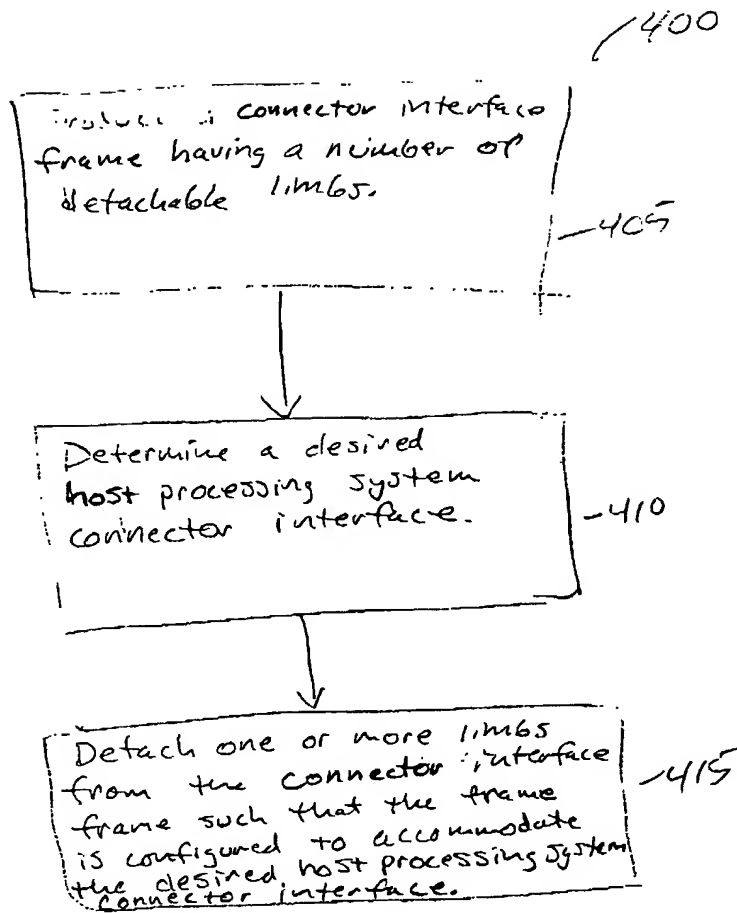 400
connector interface
frame having a number of
detachable limbs.
405
Determine a desired
host processing system
connector interface.
410
Detach one or more limbs
from the connector interface
frame such that the frame
is configured to accommodate
the desired host processing system
connector interface.
415